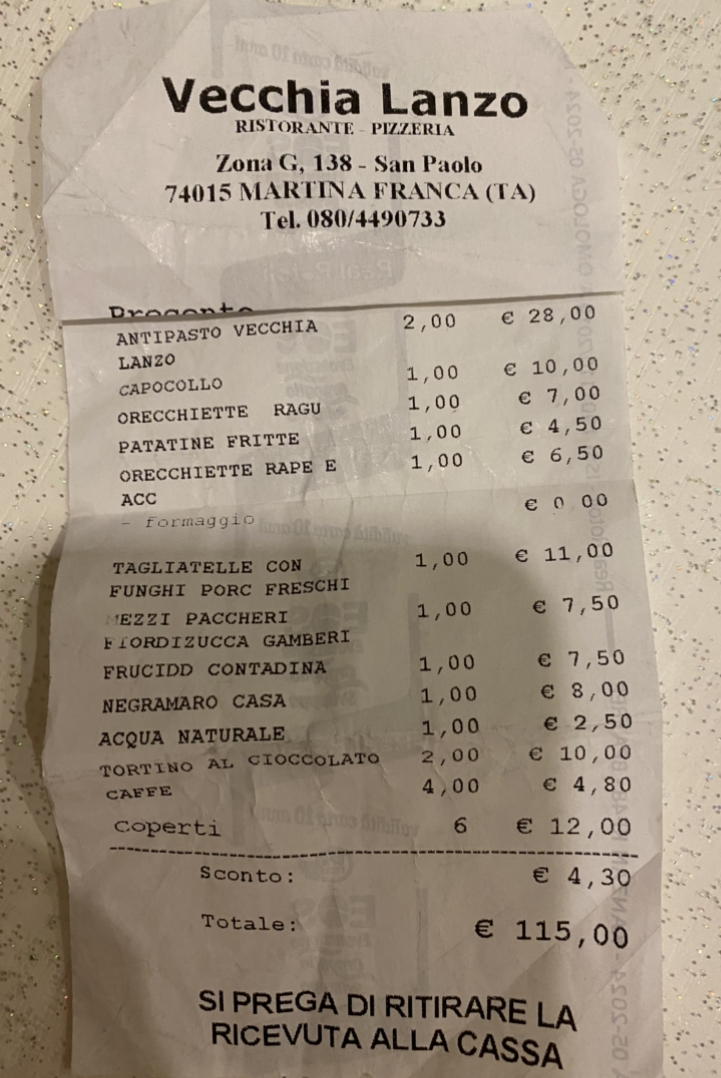 Vecchia Lanzo
RISTORANTE - PIZZERIA
Zona G, 138 - San Paolo
74015 MARTINA FRANCA (TA)
Tel. 080/4490733
ANTIPASTO VECCHIA 2,00 € 28,00
LANZO
CAPOCOLLO 1,00 € 10,00
ORECCHIETTE RAGU 1,00 € 7,00
PATATINE FRITTE 1,00 € 4,50
ORECCHIETTE RAPE E 1,00 € 6,50
ACC
- formaggio € 0 00
TAGLIATELLE CON 1,00 € 11,00
FUNGHI PORC FRESCHI
MEZZI PACCHERI 1,00 € 7,50
FIORDIZUCCA GAMBERI
FRUCIDD CONTADINA 1,00 € 7,50
NEGRAMARO CASA 1,00 € 8,00
ACQUA NATURALE 1,00 € 2,50
TORTINO AL CIOCCOLATO 2,00 € 10,00
CAFFE 4,00 € 4,80
Coperti 6 € 12,00
Sconto: € 4,30
Totale: € 115,00
SI PREGA DI RITIRARE LA
RICEVUTA ALLA CASSA